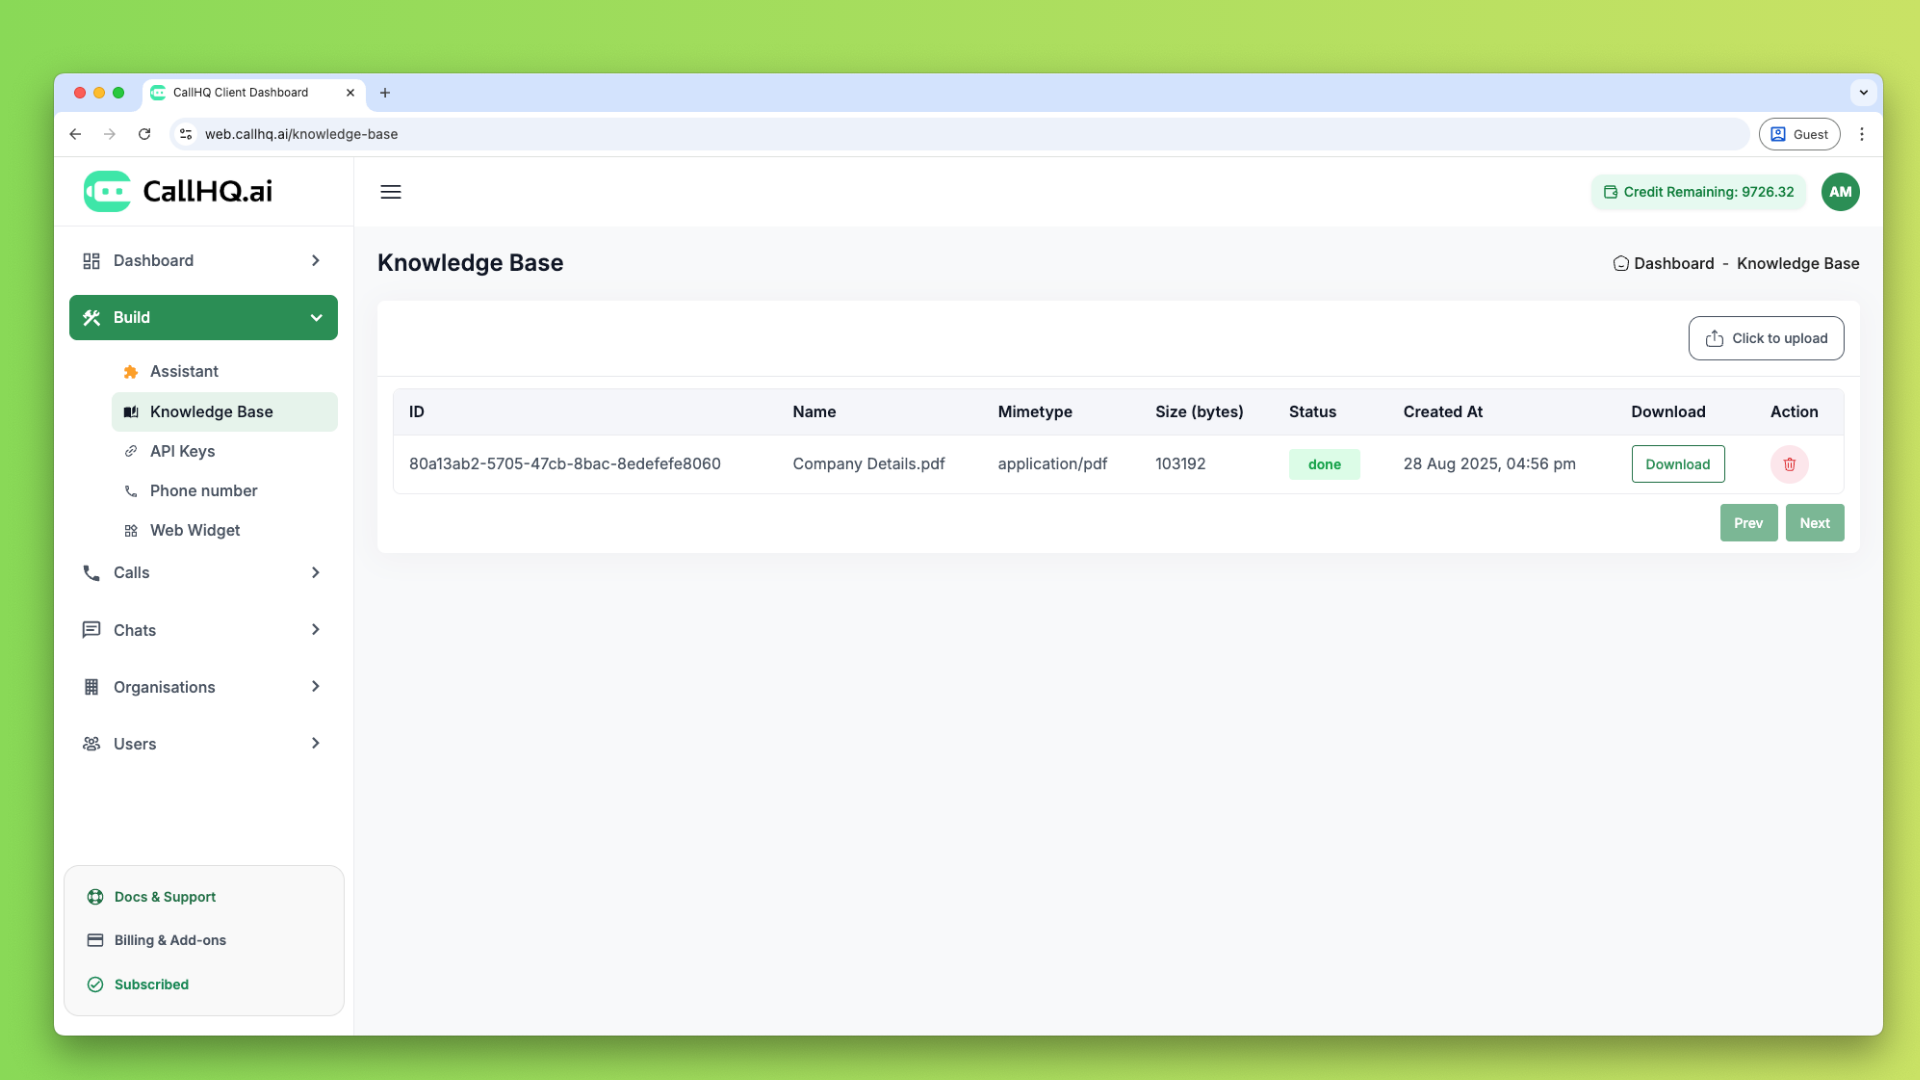 CallHQ Client Dashboard
web.callhq.ai/knowledge-base
Guest
CallHQ.ai
Credit Remaining: 9726.32
AM
Dashboard
Build
Assistant
Knowledge Base
API Keys
Phone number
Web Widget
Calls
Chats
Organisations
Users
Docs & Support
Billing & Add-ons
Subscribed
Knowledge Base
Dashboard - Knowledge Base
Click to upload
ID Name Mimetype Size (bytes) Status Created At Download Action
80a13ab2-5705-47cb-8bac-8edefefe8060 Company Details.pdf application/pdf 103192 done 28 Aug 2025, 04:56 pm Download
Prev Next